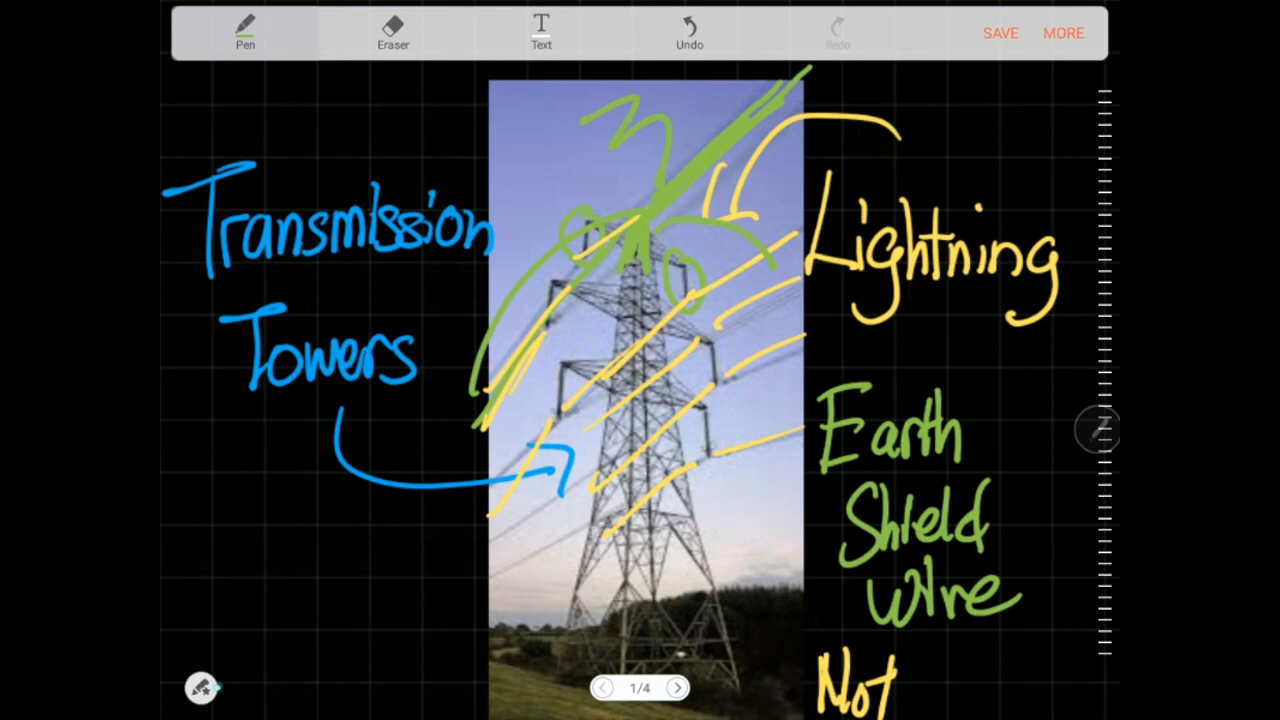 Pen Eraser Text Undo Redo SAVE MORE
Transmission
Towers
Lightning
Earth
Shield
wire
Not
1/4